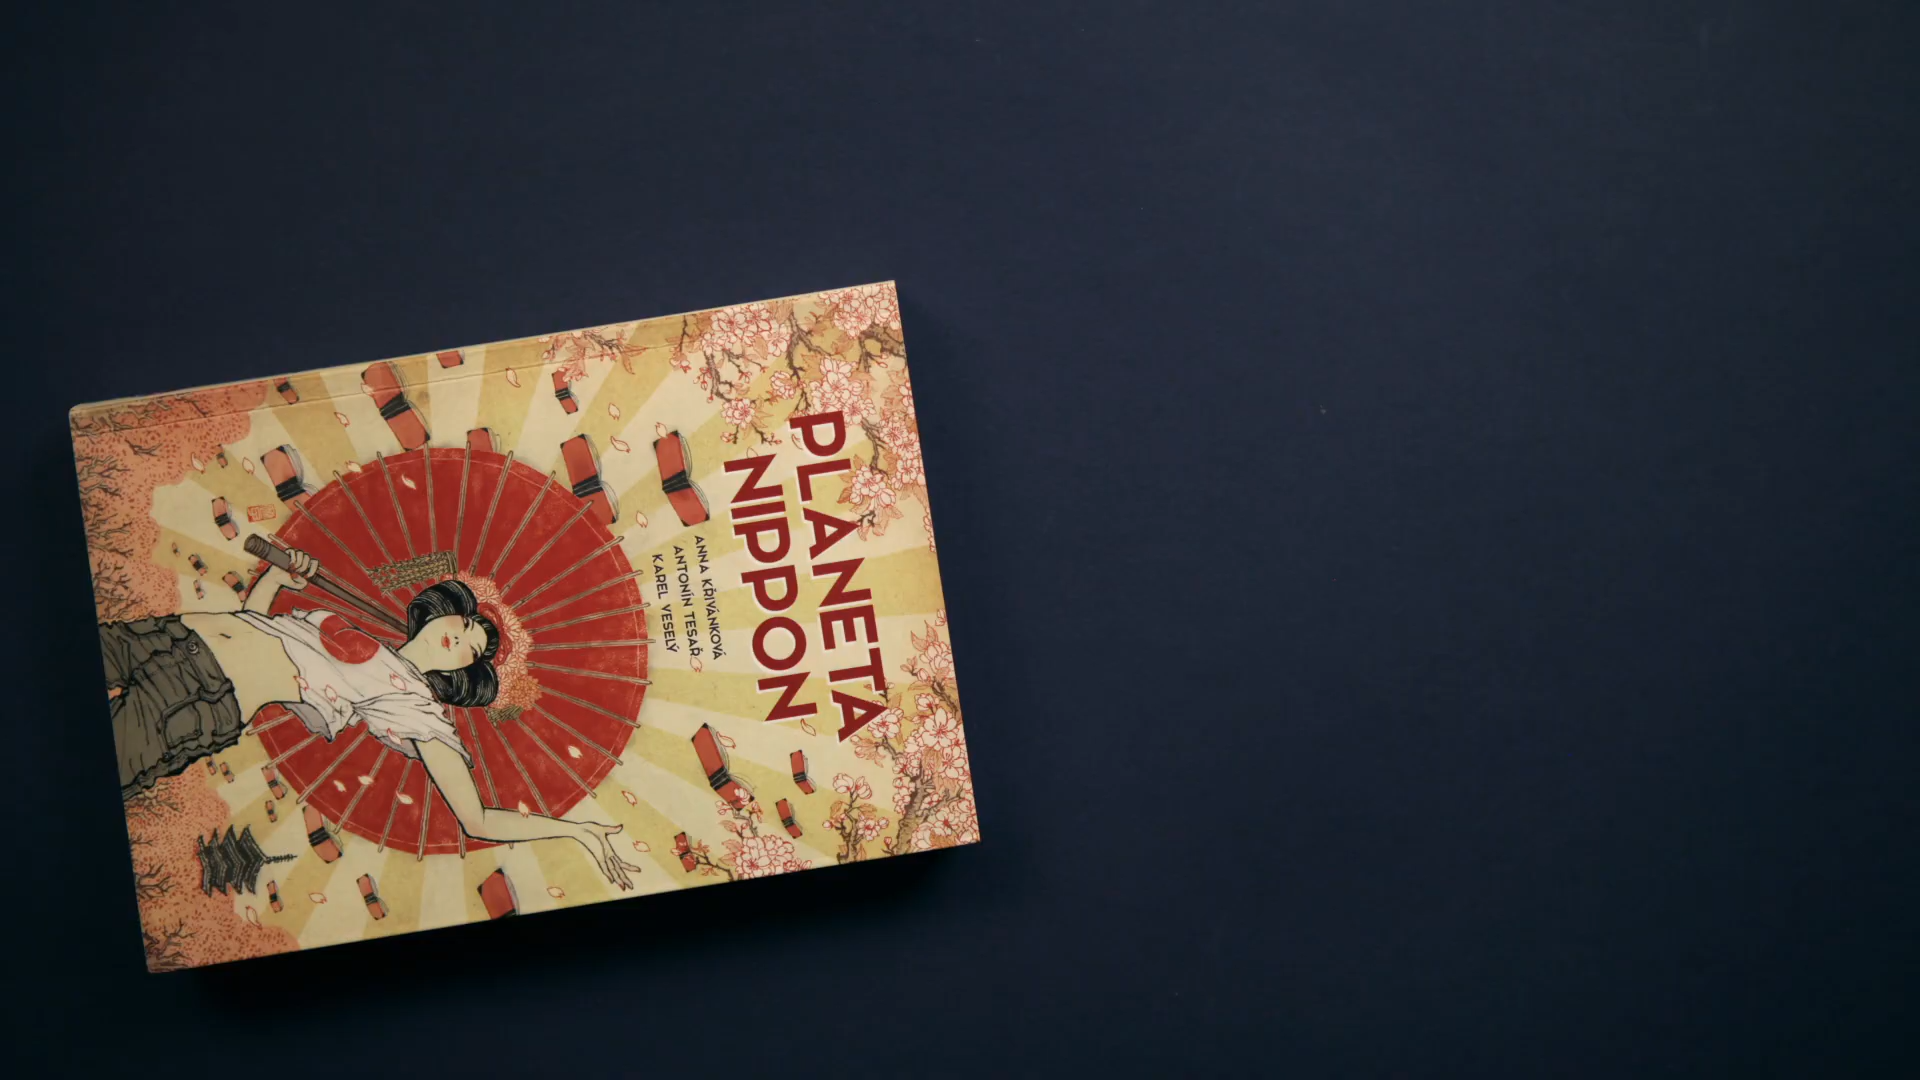 PLANETA
NIPPON
ANNA KŘIVÁNKOVÁ
ANTONÍN TESAŘ
KAREL VESELÝ